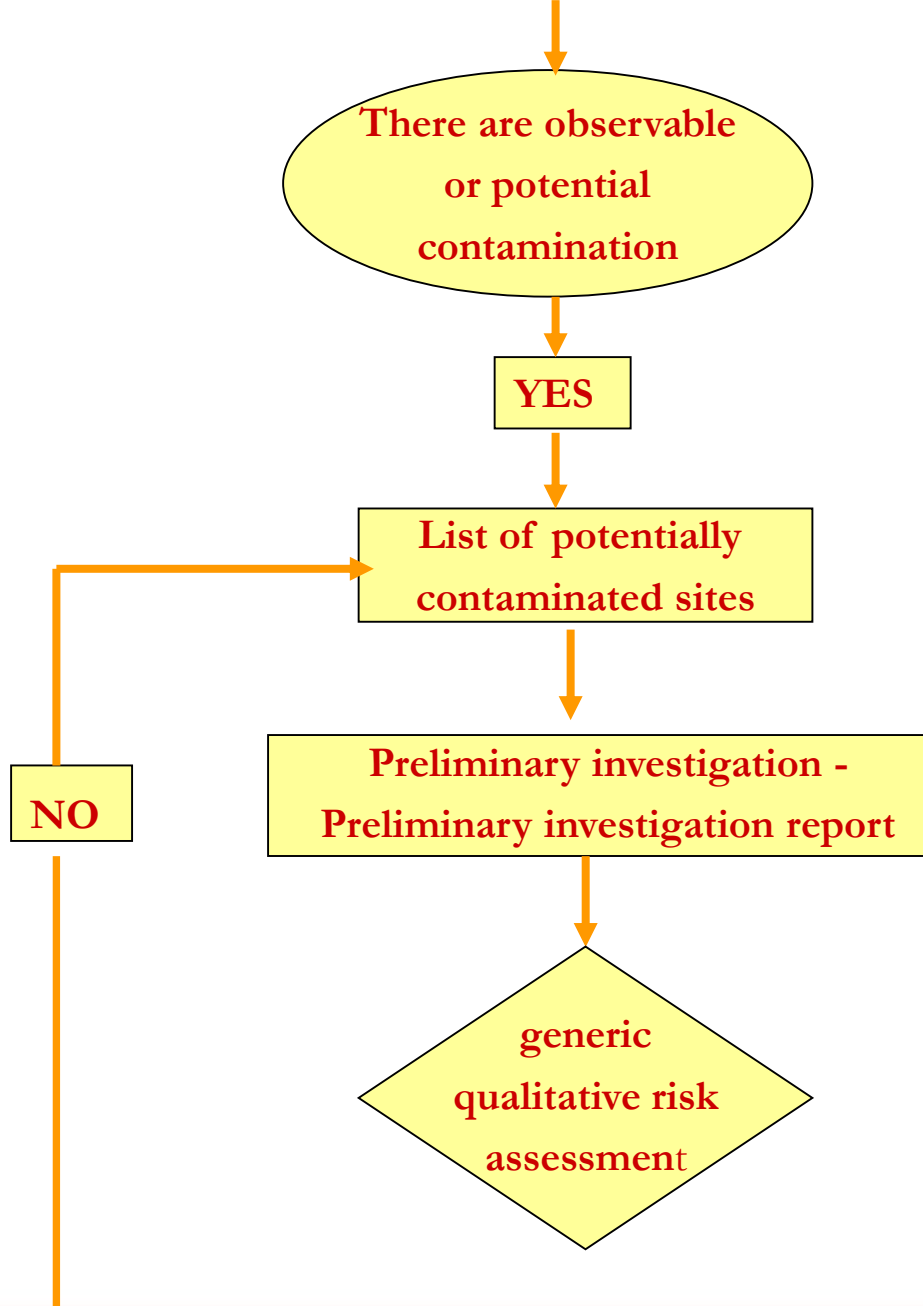 There are observable
or potential
contamination
YES
List of potentially
contaminated sites
Preliminary investigation -
Preliminary investigation report
NO
generic
qualitative risk
assessment